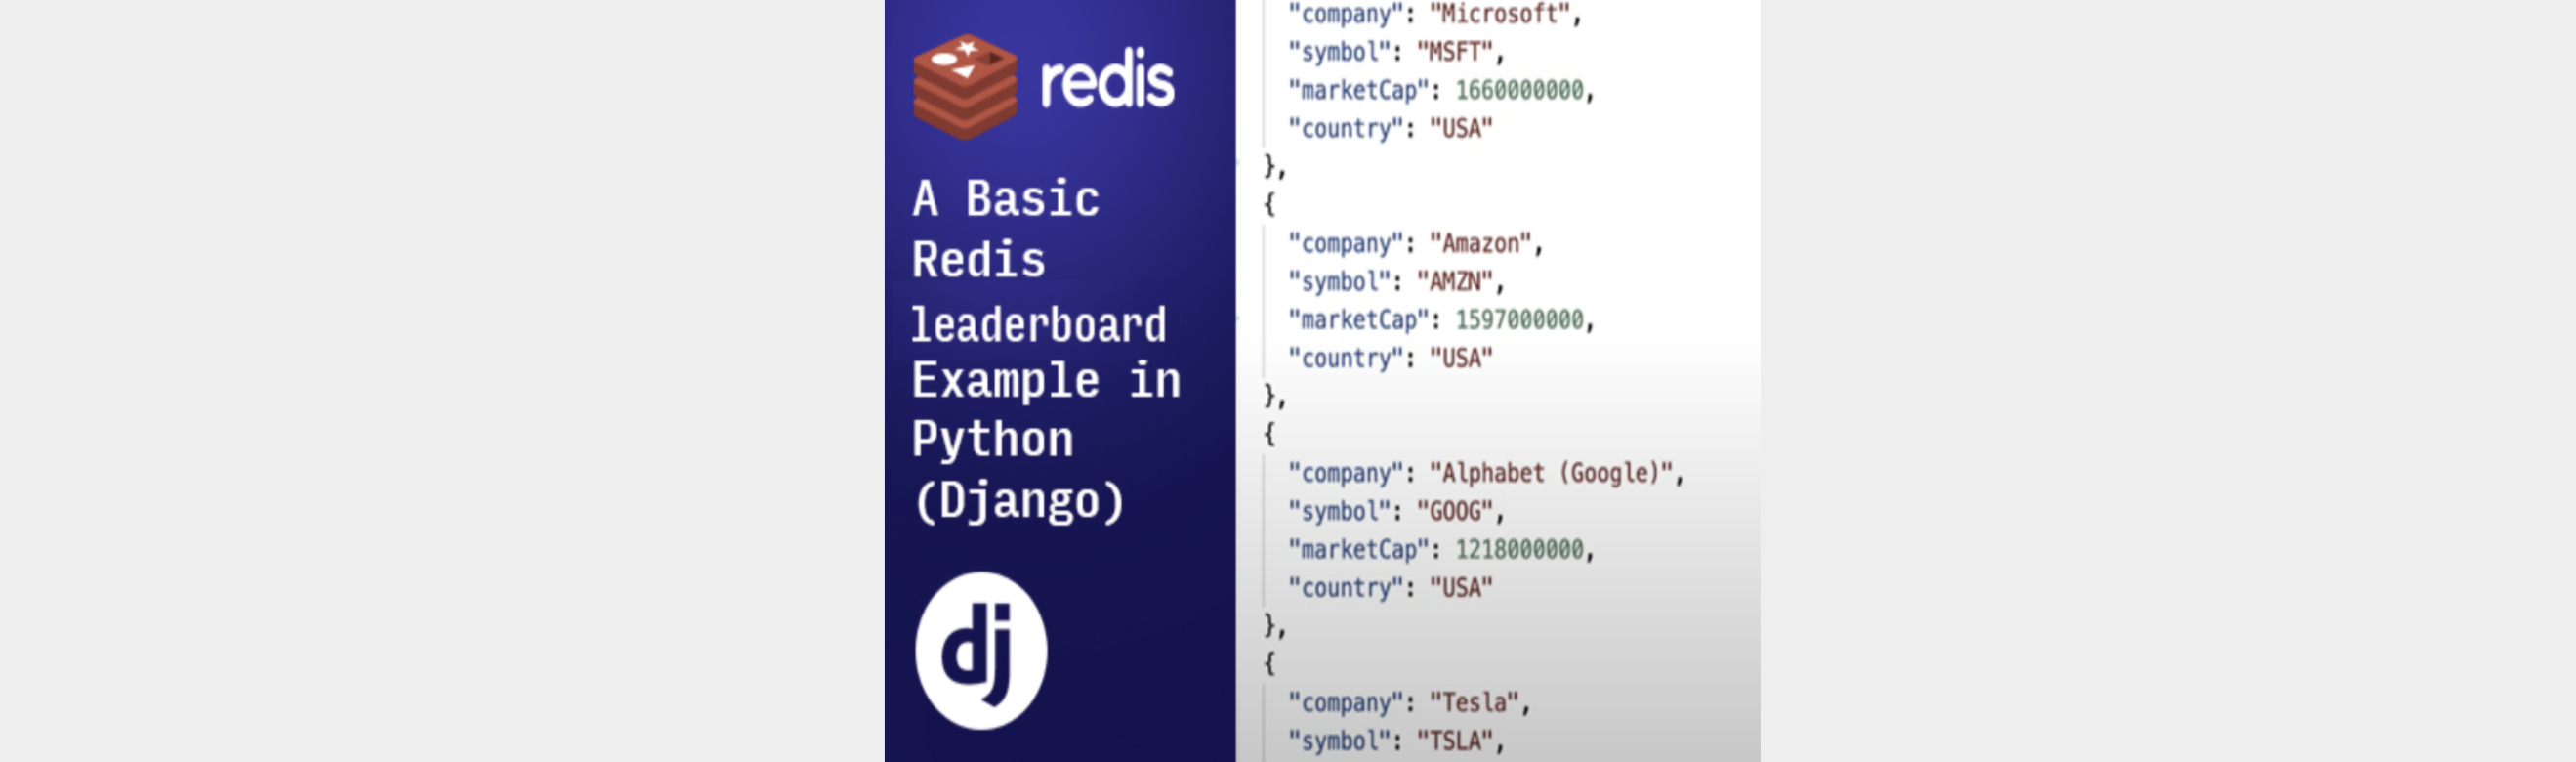 redis
A Basic
Redis
leaderboard
Example in
Python
(Django)
dj
"company": "Microsoft",
"symbol": "MSFT",
"marketCap": 1660000000,
"country": "USA"
},
{
"company": "Amazon",
"symbol": "AMZN",
"marketCap": 1597000000,
"country": "USA"
},
{
"company": "Alphabet (Google)",
"symbol": "GOOG",
"marketCap": 1218000000,
"country": "USA"
},
{
"company": "Tesla",
"symbol": "TSLA",